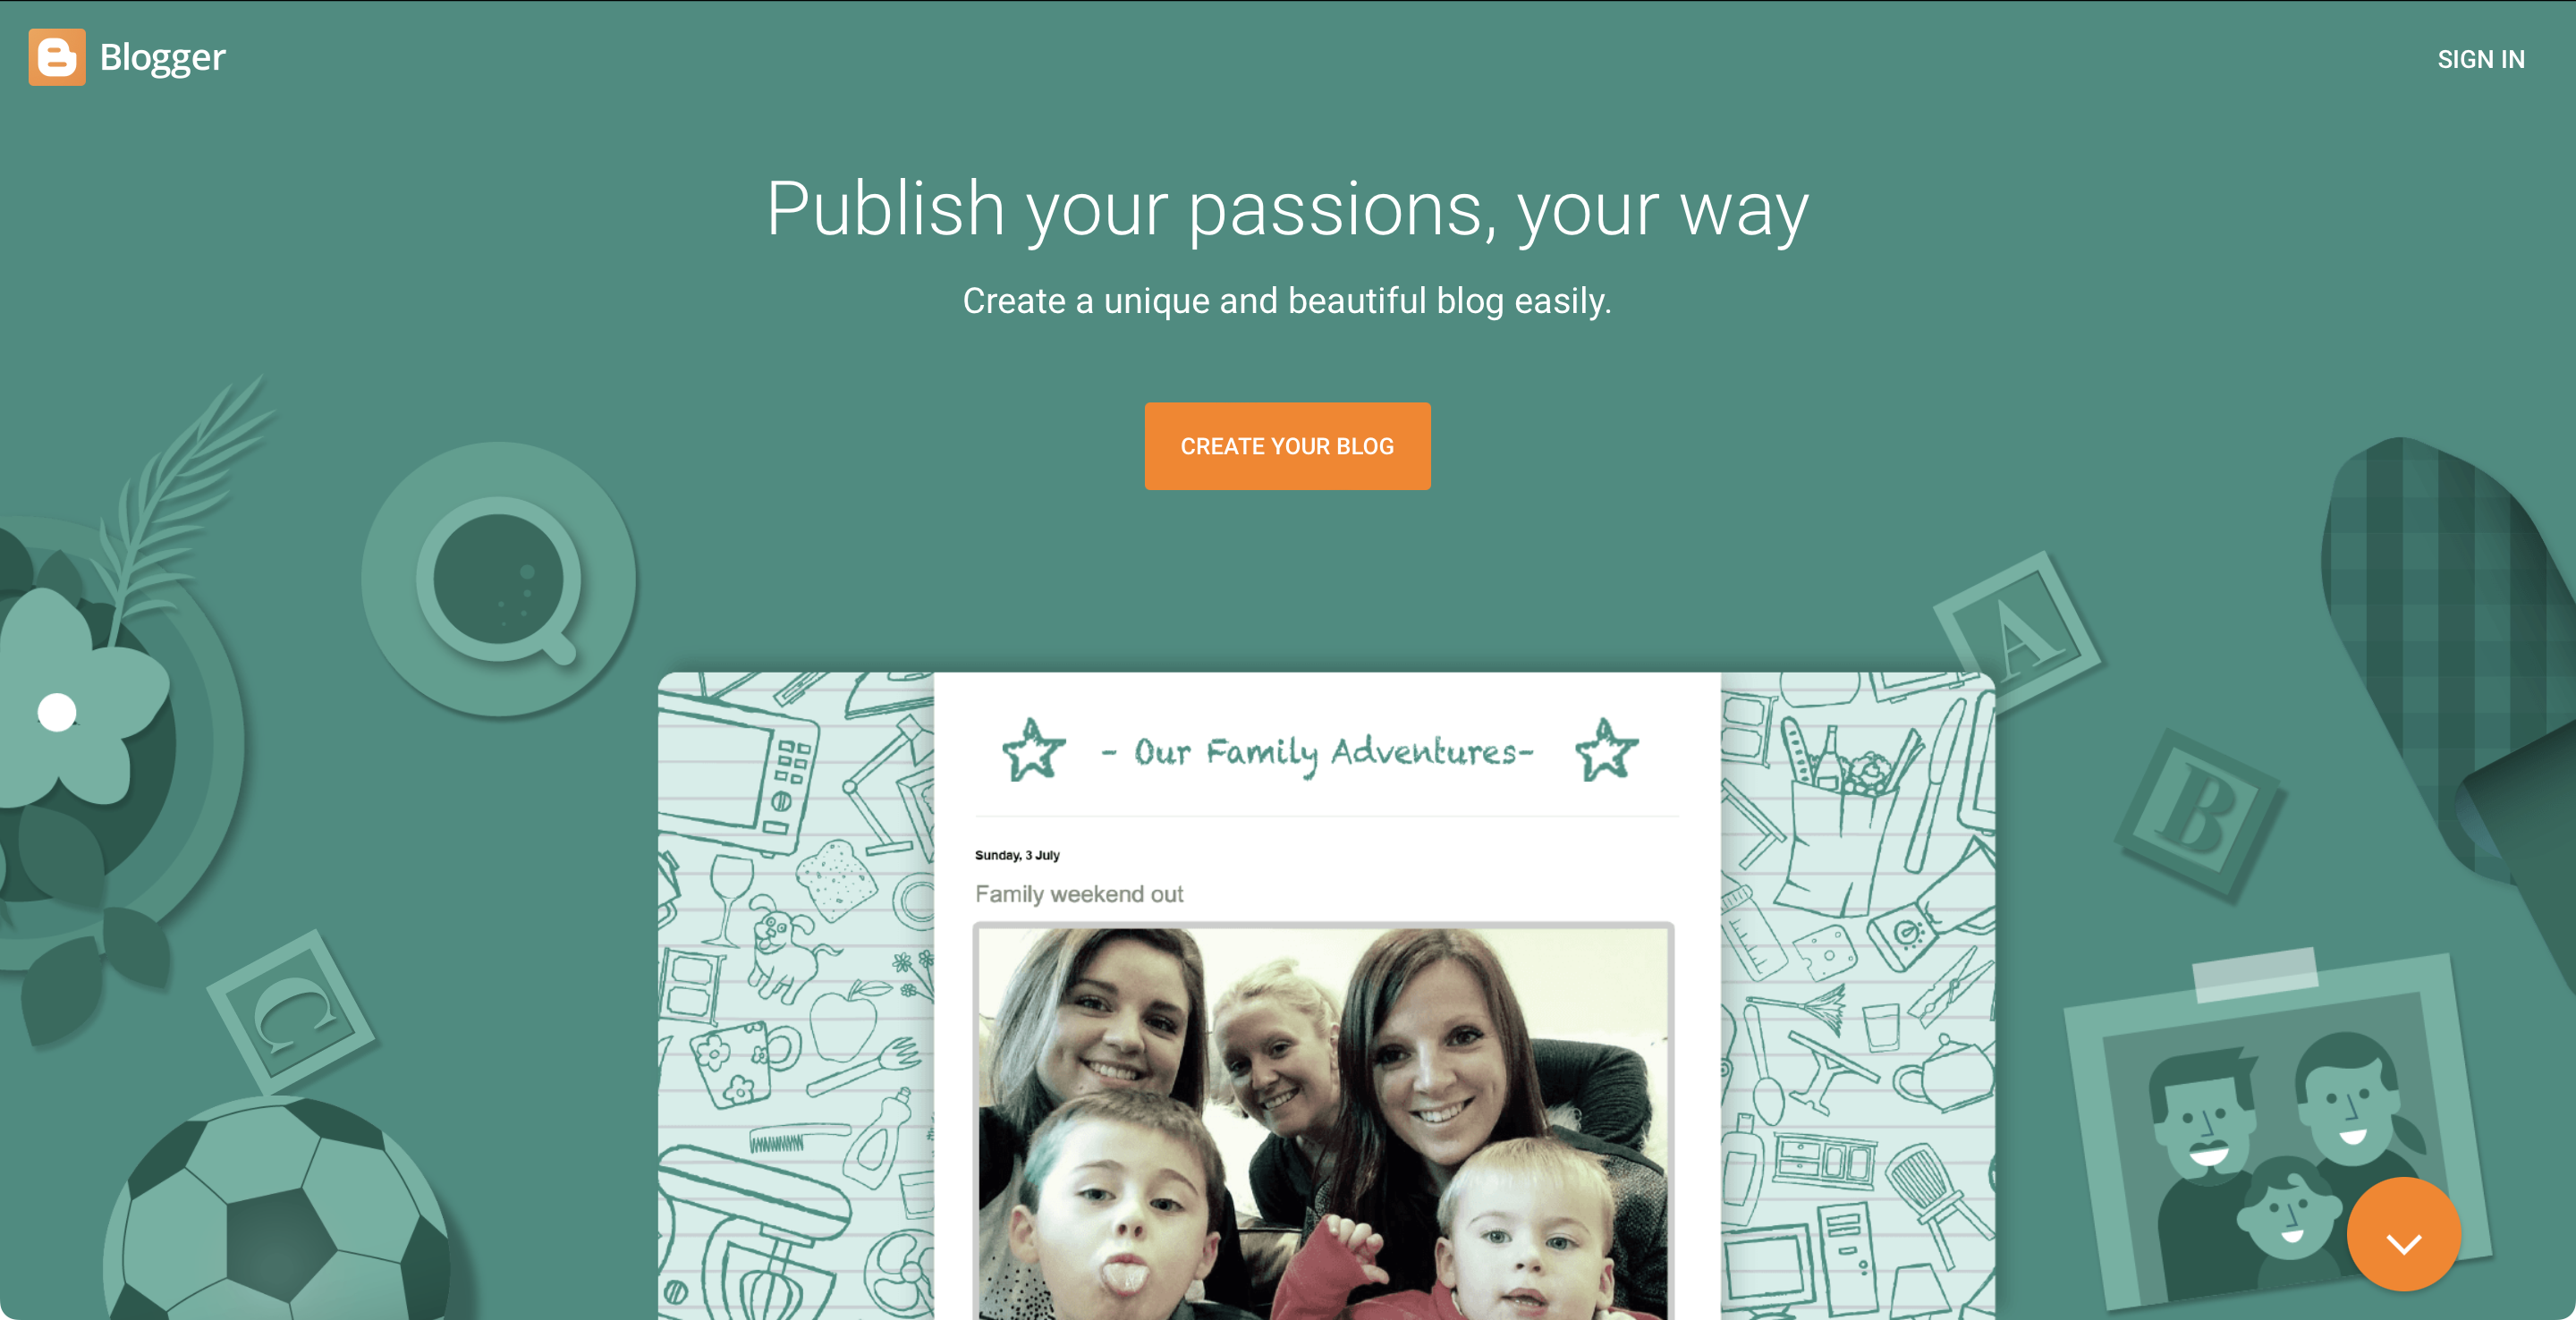 Blogger
SIGN IN
Publish your passions, your way
Create a unique and beautiful blog easily.
CREATE YOUR BLOG
A
- Our Family Adventures-
B
Sunday, 3 July
Family weekend out
C